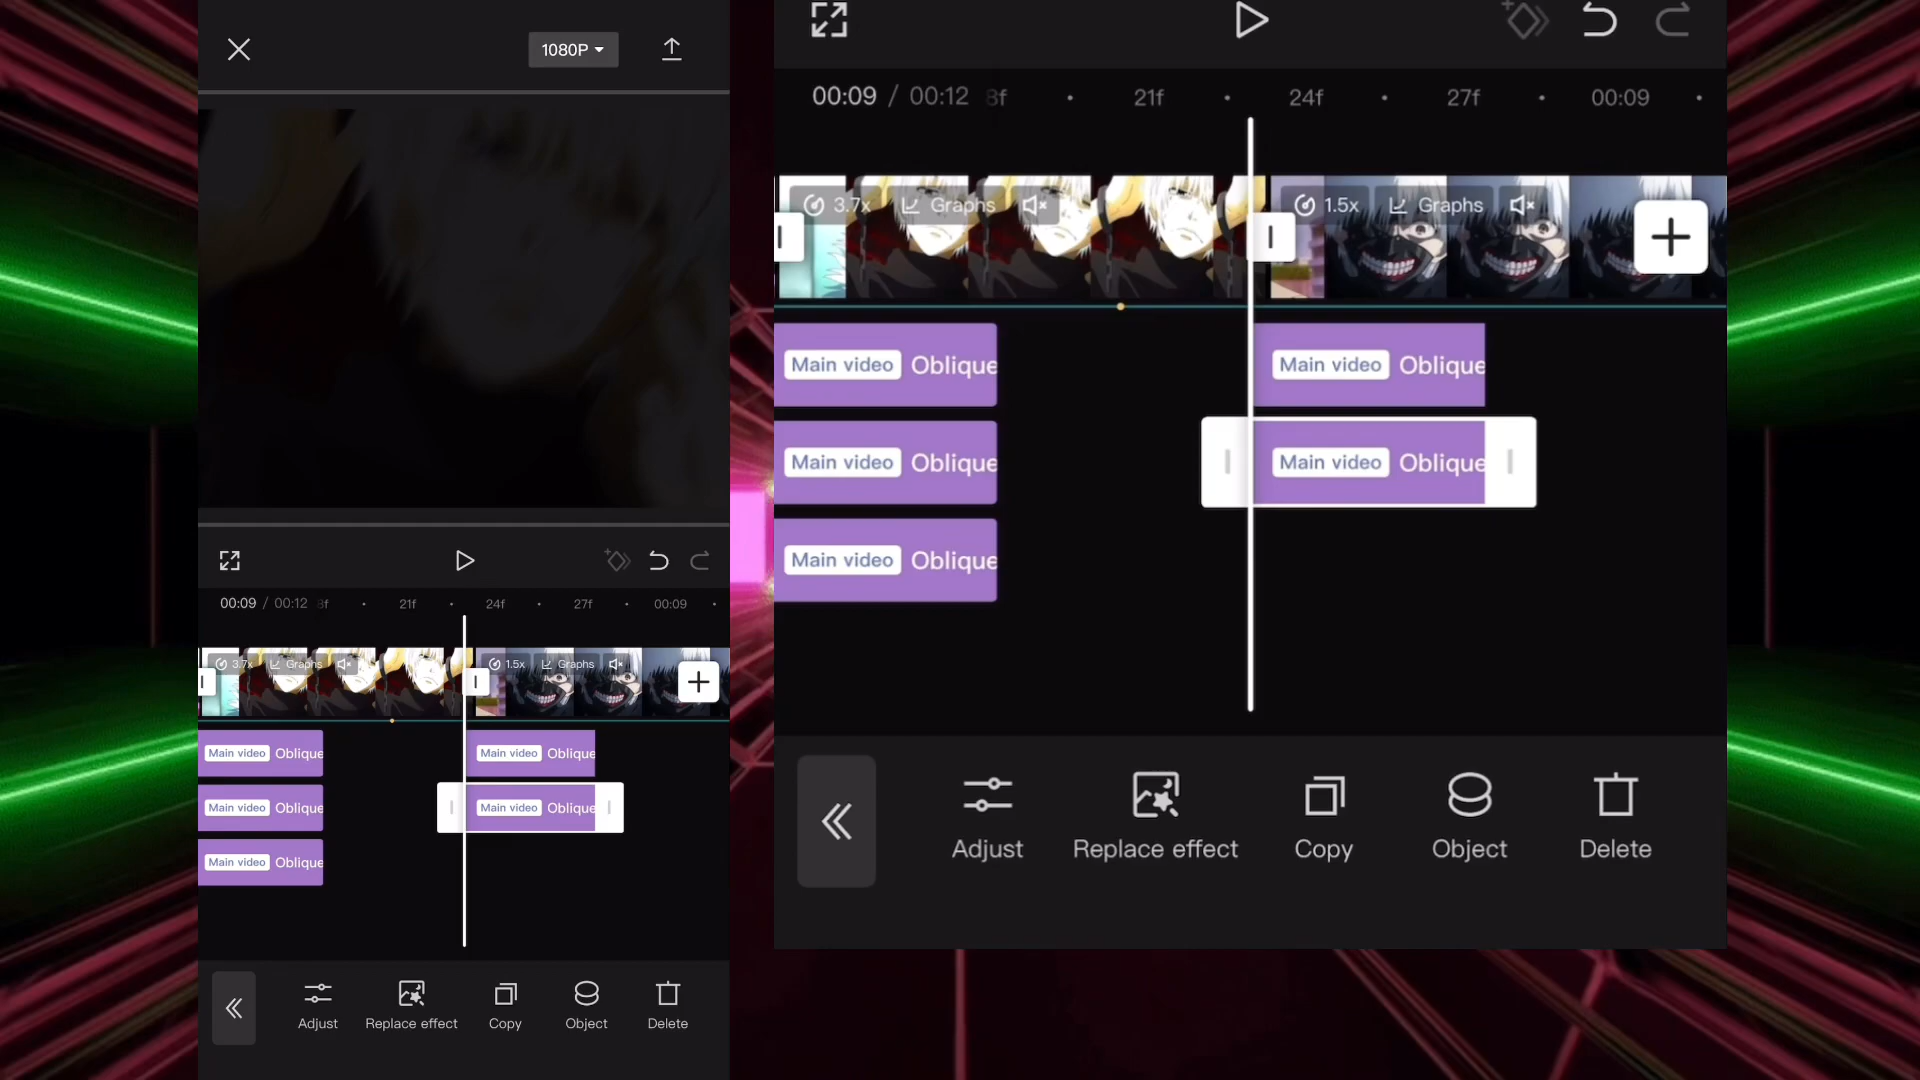 1080P
00:09 / 00:12 8f 21f 24f 27f 00:09
3.7x Graphs 1.5x Graphs
Main video Oblique Main video Oblique
Main video Oblique Main video Oblique
Main video Oblique
Adjust Replace effect Copy Object Delete
00:09 / 00:12 8f 21f 24f 27f 00:09
3.7x Graphs 1.5x Graphs
Main video Oblique Main video Oblique
Main video Oblique Main video Oblique
Main video Oblique
Adjust Replace effect Copy Object Delete